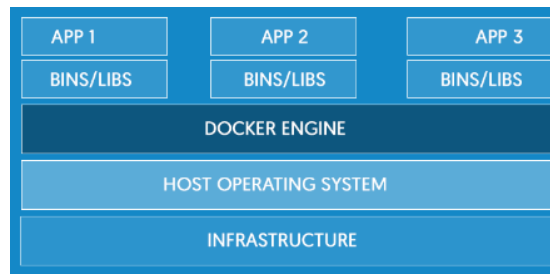 APP 1 APP 2 APP 3
BINS/LIBS BINS/LIBS BINS/LIBS
DOCKER ENGINE
HOST OPERATING SYSTEM
INFRASTRUCTURE